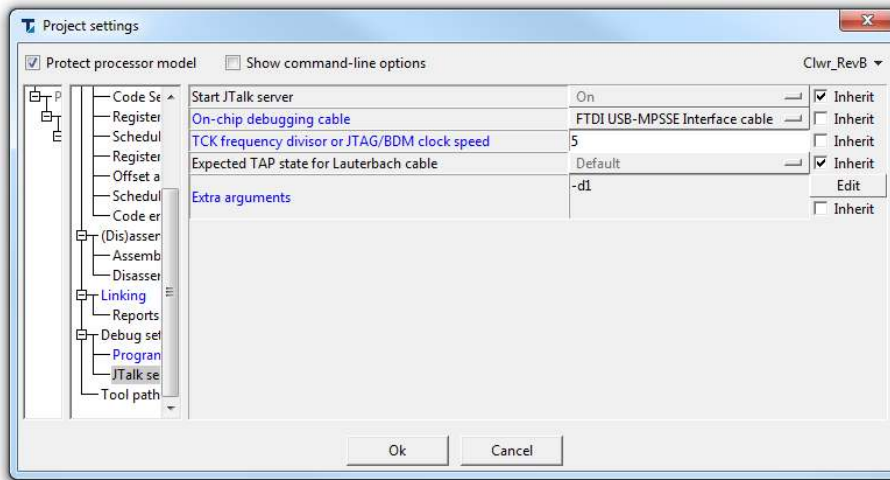 Project settings
Protect processor model Show command-line options Clwr_RevB
P
Code Se
Register
Schedul
Register
Offset a
Schedul
Code er
(Dis)asser
Assemb
Disasser
Linking
Reports
Debug set
Progran
JTalk se
Tool path
Start JTalk server On Inherit
On-chip debugging cable FTDI USB-MPSSE Interface cable Inherit
TCK frequency divisor or JTAG/BDM clock speed 5 Inherit
Expected TAP state for Lauterbach cable Default Inherit
Extra arguments -d1 Edit
Inherit
Ok Cancel